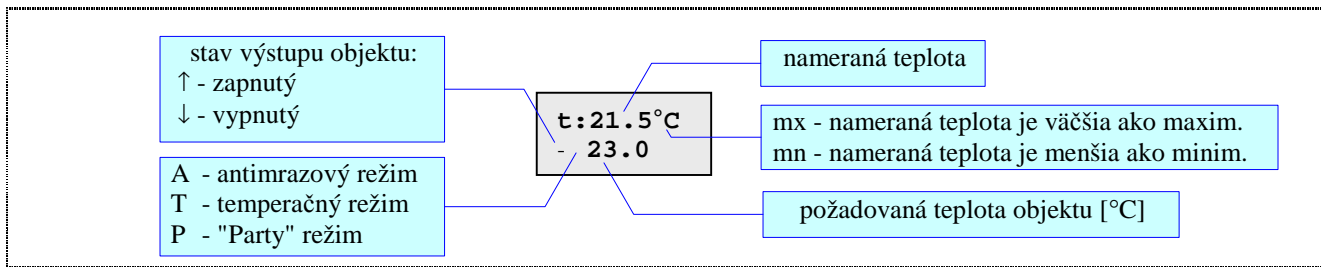 stav výstupu objektu:
↑ - zapnutý
↓ - vypnutý
A - antimrazový režim
T - temperačný režim
P - "Party" režim
t:21.5°C
- 23.0
nameraná teplota
mx - nameraná teplota je väčšia ako maxim.
mn - nameraná teplota je menšia ako minim.
požadovaná teplota objektu [°C]